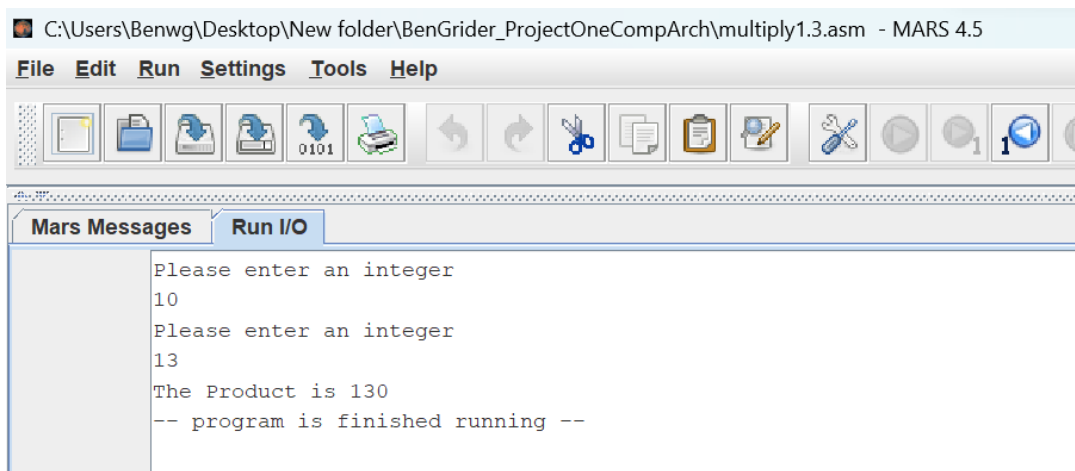 C:\Users\Benwg\Desktop\New folder\BenGrider_ProjectOneCompArch\multiply1.3.asm - MARS 4.5
File Edit Run Settings Tools Help
0101
1
1
Mars Messages Run I/O
Please enter an integer
10
Please enter an integer
13
The Product is 130
-- program is finished running --